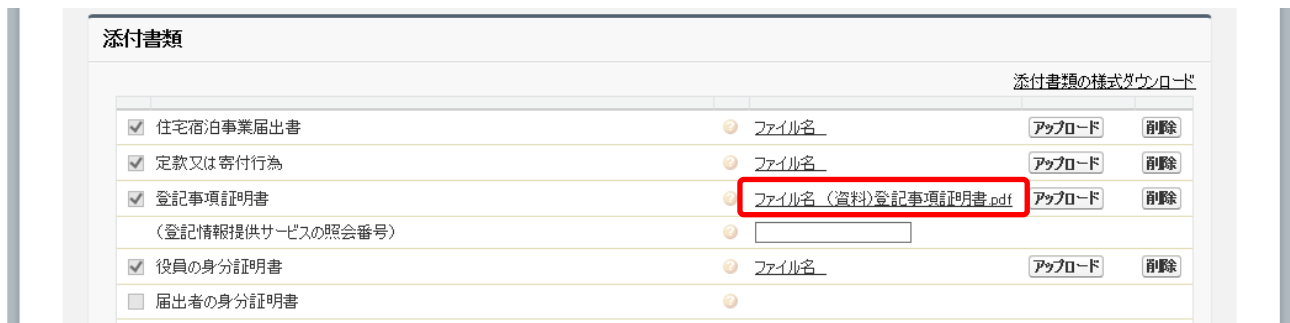 添付書類
添付書類の様式ダウンロード
住宅宿泊事業届出書 ? ファイル名 アップロード 削除
定款又は寄付行為 ? ファイル名 アップロード 削除
登記事項証明書 ? ファイル名 (資料)登記事項証明書.pdf アップロード 削除
(登記情報提供サービスの照会番号) ?
役員の身分証明書 ? ファイル名 アップロード 削除
届出者の身分証明書 ?